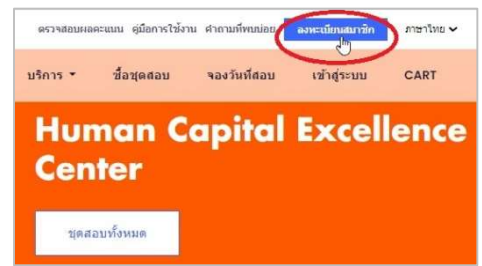 ตรวจสอบผลคะแนน คู่มือการใช้งาน คำถามที่พบบ่อย ลงทะเบียนสมาชิก ภาษาไทย
บริการ ซื้อชุดสอบ จองวันที่สอบ เข้าสู่ระบบ CART
Human Capital Excellence
Center
ชุดสอบทั้งหมด